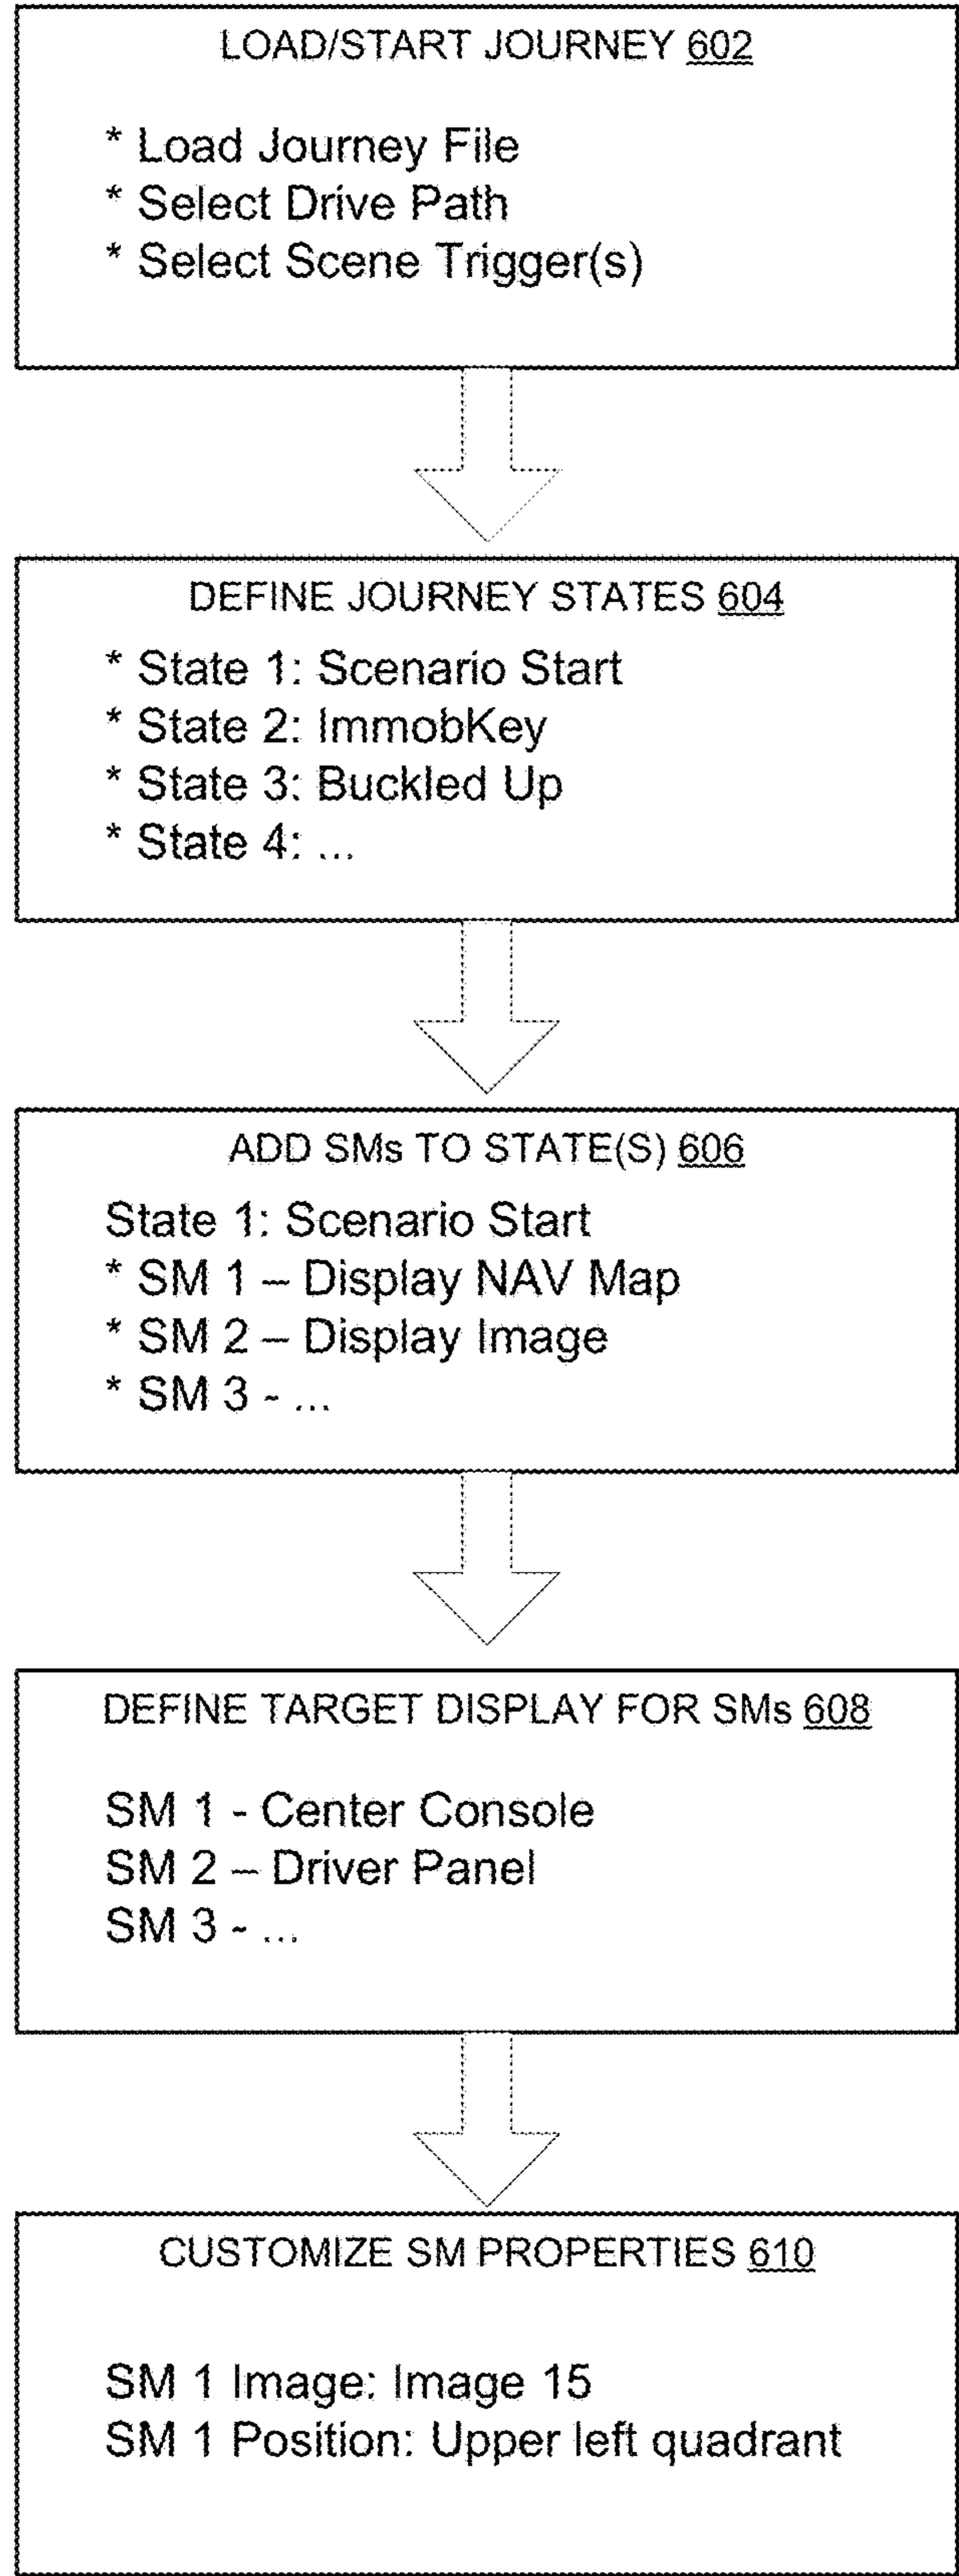 LOAD/START JOURNEY 602
* Load Journey File
* Select Drive Path
* Select Scene Trigger(s)
DEFINE JOURNEY STATES 604
* State 1: Scenario Start
* State 2: ImmobKey
* State 3: Buckled Up
* State 4: ...
ADD SMs TO STATE(S) 606
State 1: Scenario Start
* SM 1 – Display NAV Map
* SM 2 – Display Image
* SM 3 - ...
DEFINE TARGET DISPLAY FOR SMs 608
SM 1 - Center Console
SM 2 – Driver Panel
SM 3 - ...
CUSTOMIZE SM PROPERTIES 610
SM 1 Image: Image 15
SM 1 Position: Upper left quadrant